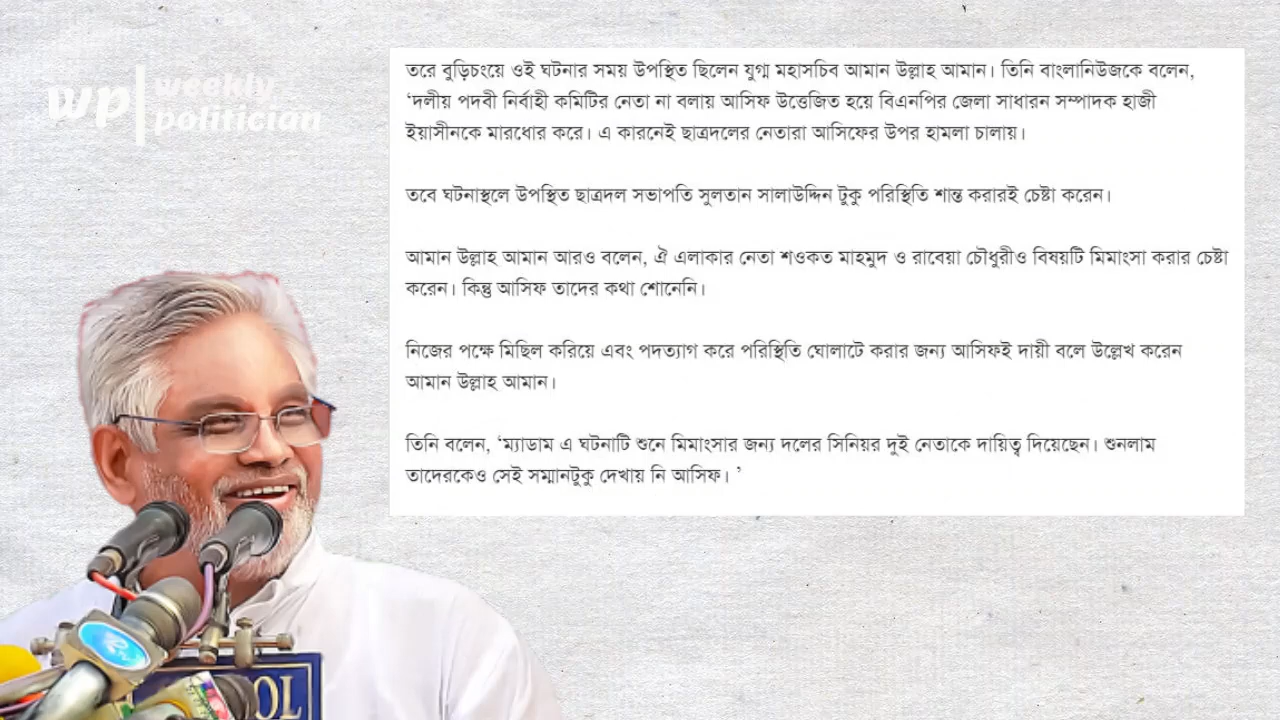 wp
weekly
politician
তরে বুড়িচংয়ে ওই ঘটনার সময় উপস্থিত ছিলেন যুগ্ম মহাসচিব আমান উল্লাহ আমান। তিনি বাংলানিউজকে বলেন,
‘দলীয় পদবী নির্বাহী কমিটির নেতা না বলায় আসিফ উত্তেজিত হয়ে বিএনপির জেলা সাধারন সম্পাদক হাজী
ইয়াসীনকে মারধোর করে। এ কারনেই ছাত্রদলের নেতারা আসিফের উপর হামলা চালায়।
তবে ঘটনাস্থলে উপস্থিত ছাত্রদল সভাপতি সুলতান সালাউদ্দিন টুকু পরিস্থিতি শান্ত করারই চেষ্টা করেন।
আমান উল্লাহ আমান আরও বলেন, ঐ এলাকার নেতা শওকত মাহমুদ ও রাবেয়া চৌধুরীও বিষয়টি মিমাংসা করার চেষ্টা
করেন। কিন্তু আসিফ তাদের কথা শোনেনি।
নিজের পক্ষে মিছিল করিয়ে এবং পদত্যাগ করে পরিস্থিতি ঘোলাটে করার জন্য আসিফই দায়ী বলে উল্লেখ করেন
আমান উল্লাহ আমান।
তিনি বলেন, ‘ম্যাডাম এ ঘটনাটি শুনে মিমাংসার জন্য দলের সিনিয়র দুই নেতাকে দায়িত্ব দিয়েছেন। শুনলাম
তাদেরকেও সেই সম্মানটুকু দেখায় নি আসিফ। ’